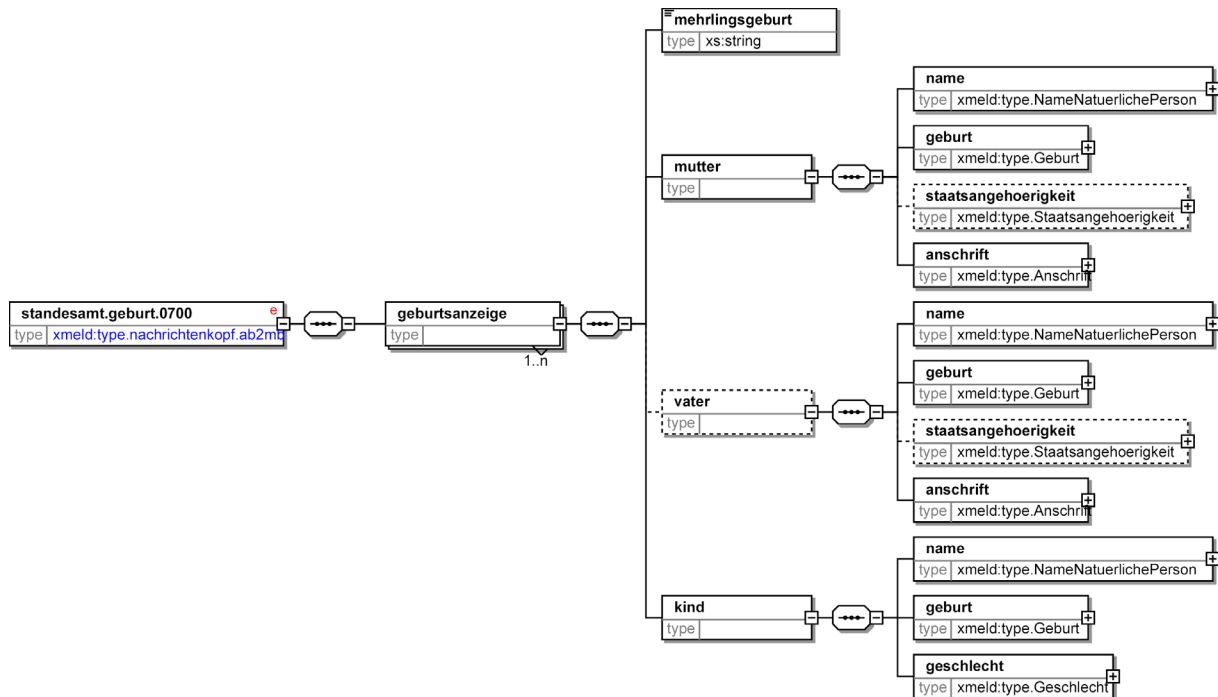 mehrlingsgeburt
type xs:string
name
type xmeld:type.NameNatuerlichePerson
geburt
type xmeld:type.Geburt
mutter
type
staatsangehoerigkeit
type xmeld:type.Staatsangehoerigkeit
anschrift
type xmeld:type.Anschrift
standesamt.geburt.0700 e
type xmeld:type.nachrichtenkopf.ab2mb
geburtsanzeige
type
1..n
name
type xmeld:type.NameNatuerlichePerson
geburt
type xmeld:type.Geburt
vater
type
staatsangehoerigkeit
type xmeld:type.Staatsangehoerigkeit
anschrift
type xmeld:type.Anschrift
name
type xmeld:type.NameNatuerlichePerson
kind
type
geburt
type xmeld:type.Geburt
geschlecht
type xmeld:type.Geschlecht